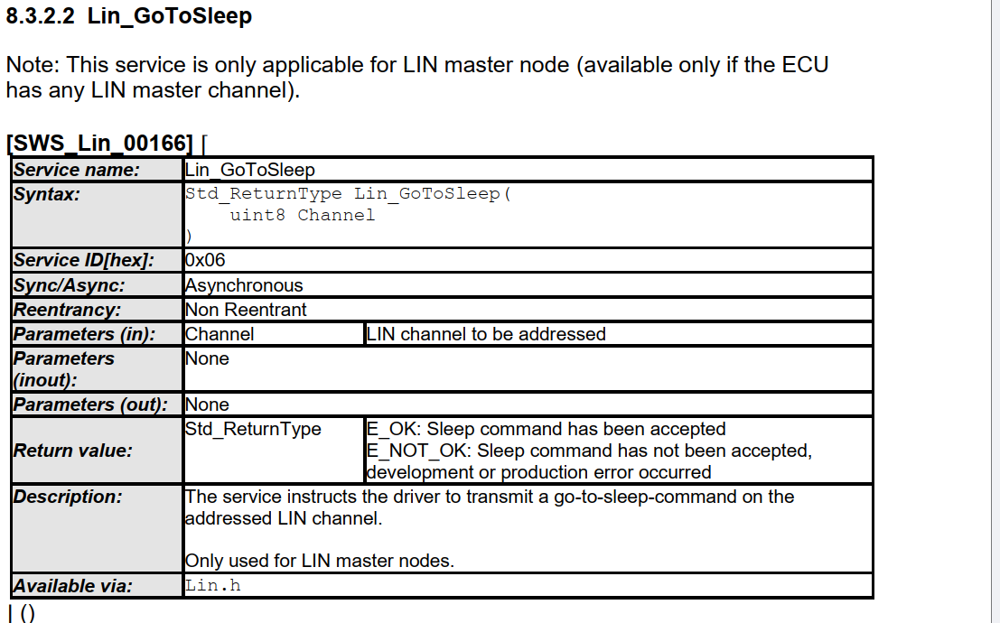 8.3.2.2 Lin_GoToSleep
Note: This service is only applicable for LIN master node (available only if the ECU
has any LIN master channel).
[SWS_Lin_00166] ⌈
Service name: Lin_GoToSleep
Syntax: Std_ReturnType Lin_GoToSleep(
uint8 Channel
)
Service ID[hex]: 0x06
Sync/Async: Asynchronous
Reentrancy: Non Reentrant
Parameters (in): Channel LIN channel to be addressed
Parameters None
(inout):
Parameters (out): None
Std_ReturnType E_OK: Sleep command has been accepted
Return value: E_NOT_OK: Sleep command has not been accepted,
development or production error occurred
Description: The service instructs the driver to transmit a go-to-sleep-command on the
addressed LIN channel.
Only used for LIN master nodes.
Available via: Lin.h
⌋ ()